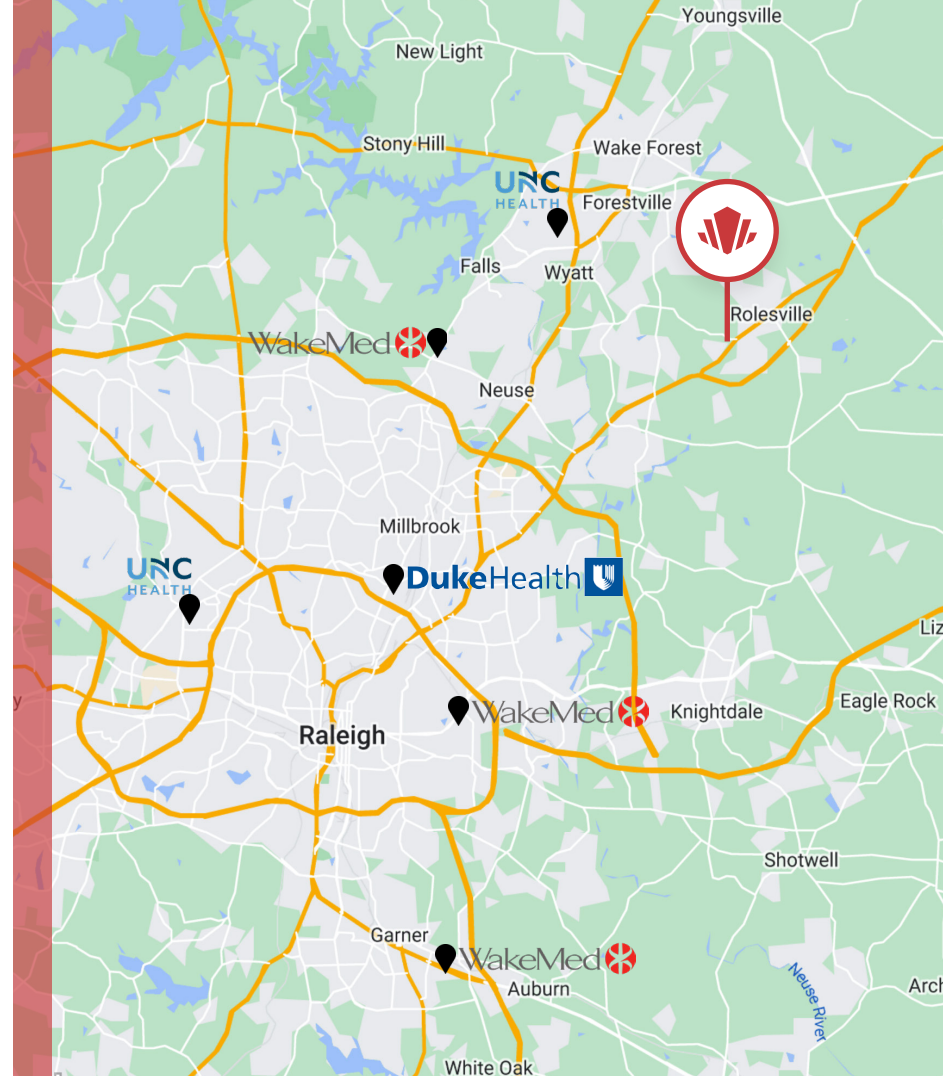 Youngsville
New Light
Stony Hill
Wake Forest
UNC
HEALTH
Forestville
Falls
Wyatt
Rolesville
WakeMed
Neuse
Millbrook
UNC
HEALTH
DukeHealth
Liz
Eagle Rock
WakeMed
Knightdale
y
Raleigh
Shotwell
Garner
WakeMed
Auburn
Neuse River
Arch
White Oak